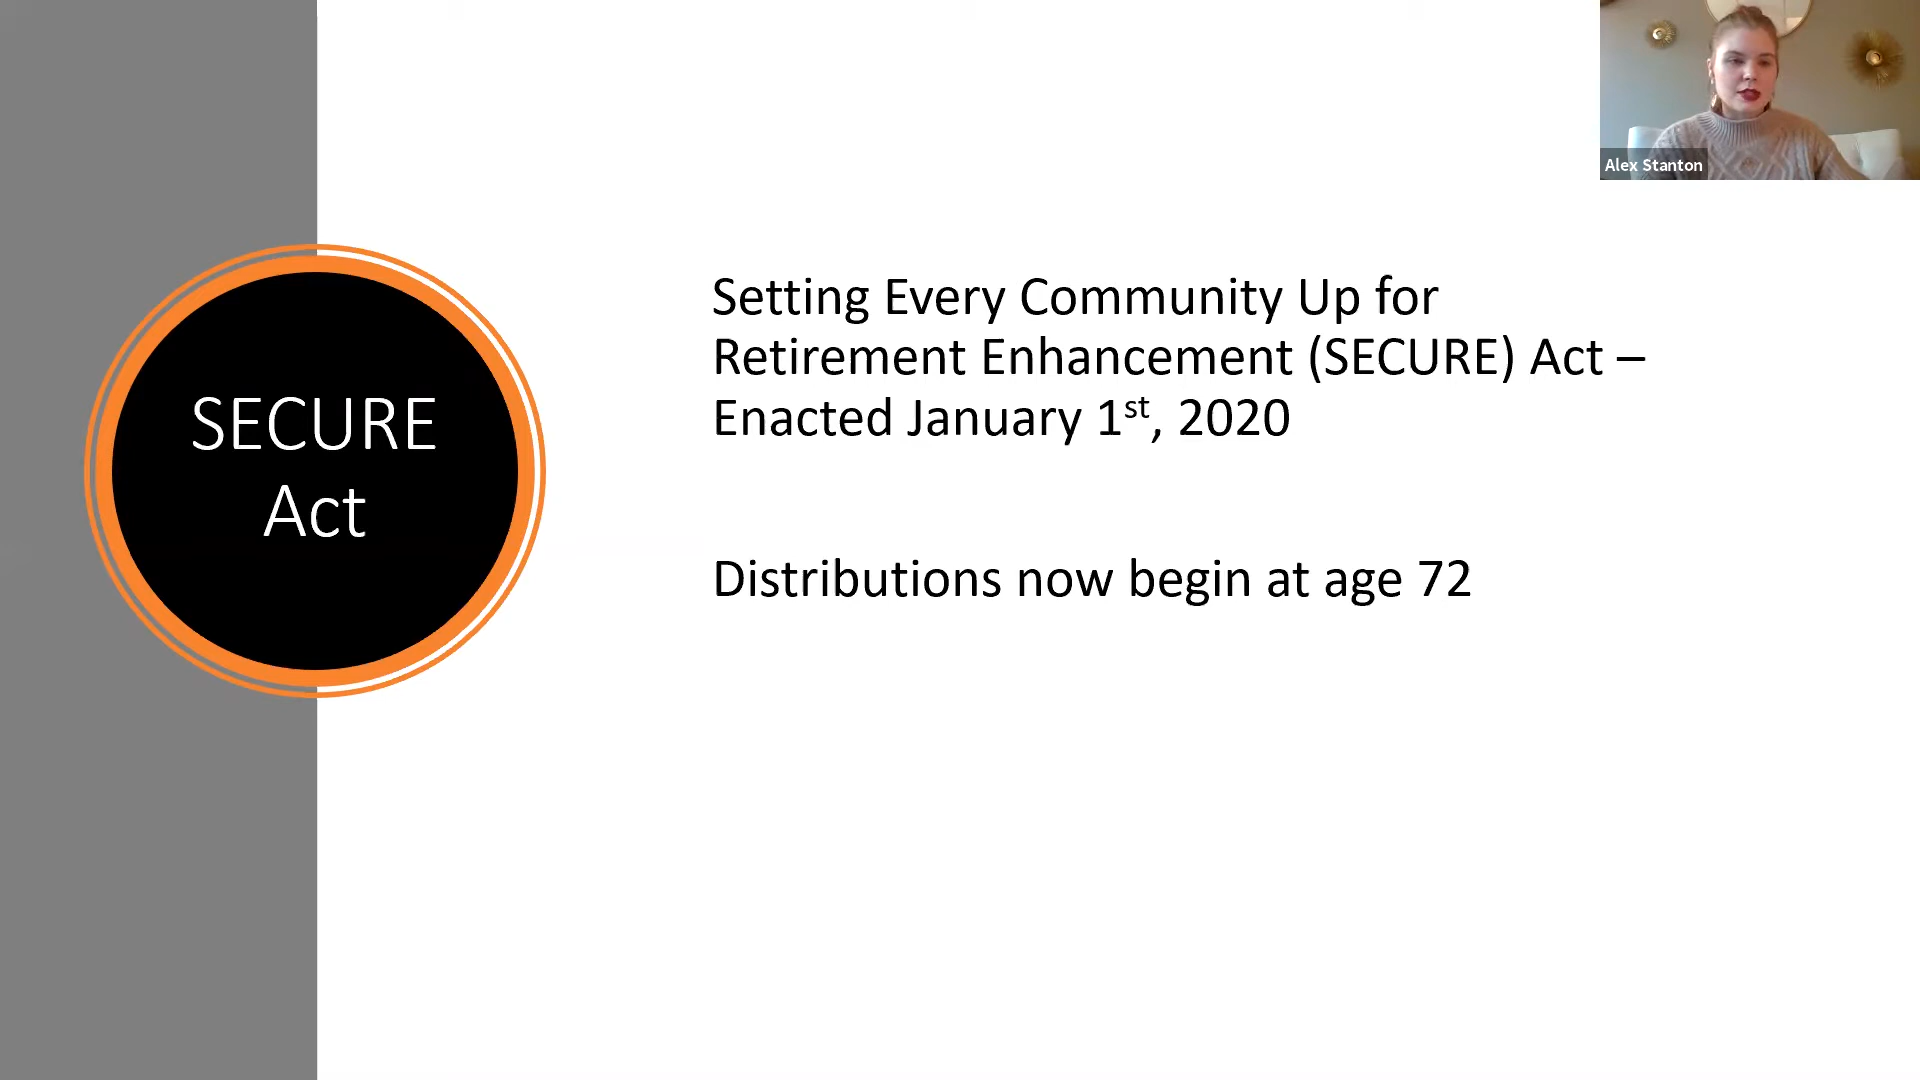 SECURE
Act
Setting Every Community Up for
Retirement Enhancement (SECURE) Act –
Enacted January 1st, 2020
Distributions now begin at age 72
Alex Stanton